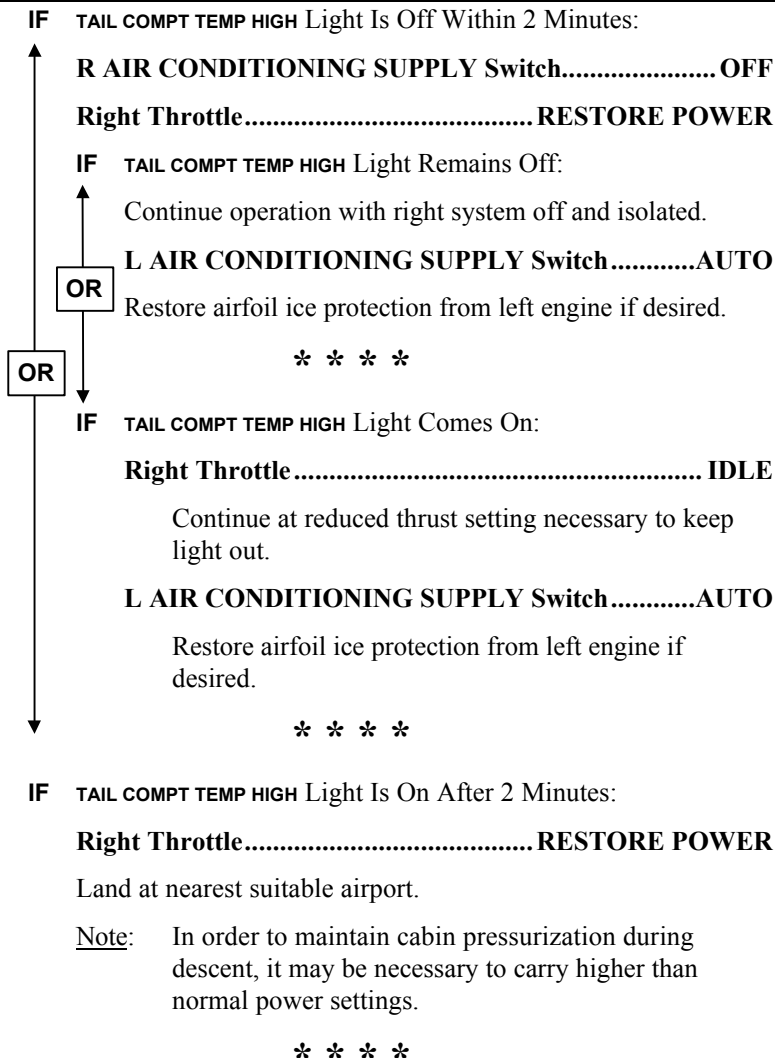 IF TAIL COMPT TEMP HIGH Light Is Off Within 2 Minutes:
R AIR CONDITIONING SUPPLY Switch......................OFF
Right Throttle........................................RESTORE POWER
IF TAIL COMPT TEMP HIGH Light Remains Off:
Continue operation with right system off and isolated.
L AIR CONDITIONING SUPPLY Switch............AUTO
OR
Restore airfoil ice protection from left engine if desired.
* * * *
OR
IF TAIL COMPT TEMP HIGH Light Comes On:
Right Throttle......................................................... IDLE
Continue at reduced thrust setting necessary to keep
light out.
L AIR CONDITIONING SUPPLY Switch............AUTO
Restore airfoil ice protection from left engine if
desired.
* * * *
IF TAIL COMPT TEMP HIGH Light Is On After 2 Minutes:
Right Throttle........................................RESTORE POWER
Land at nearest suitable airport.
Note: In order to maintain cabin pressurization during
descent, it may be necessary to carry higher than
normal power settings.
* * * *